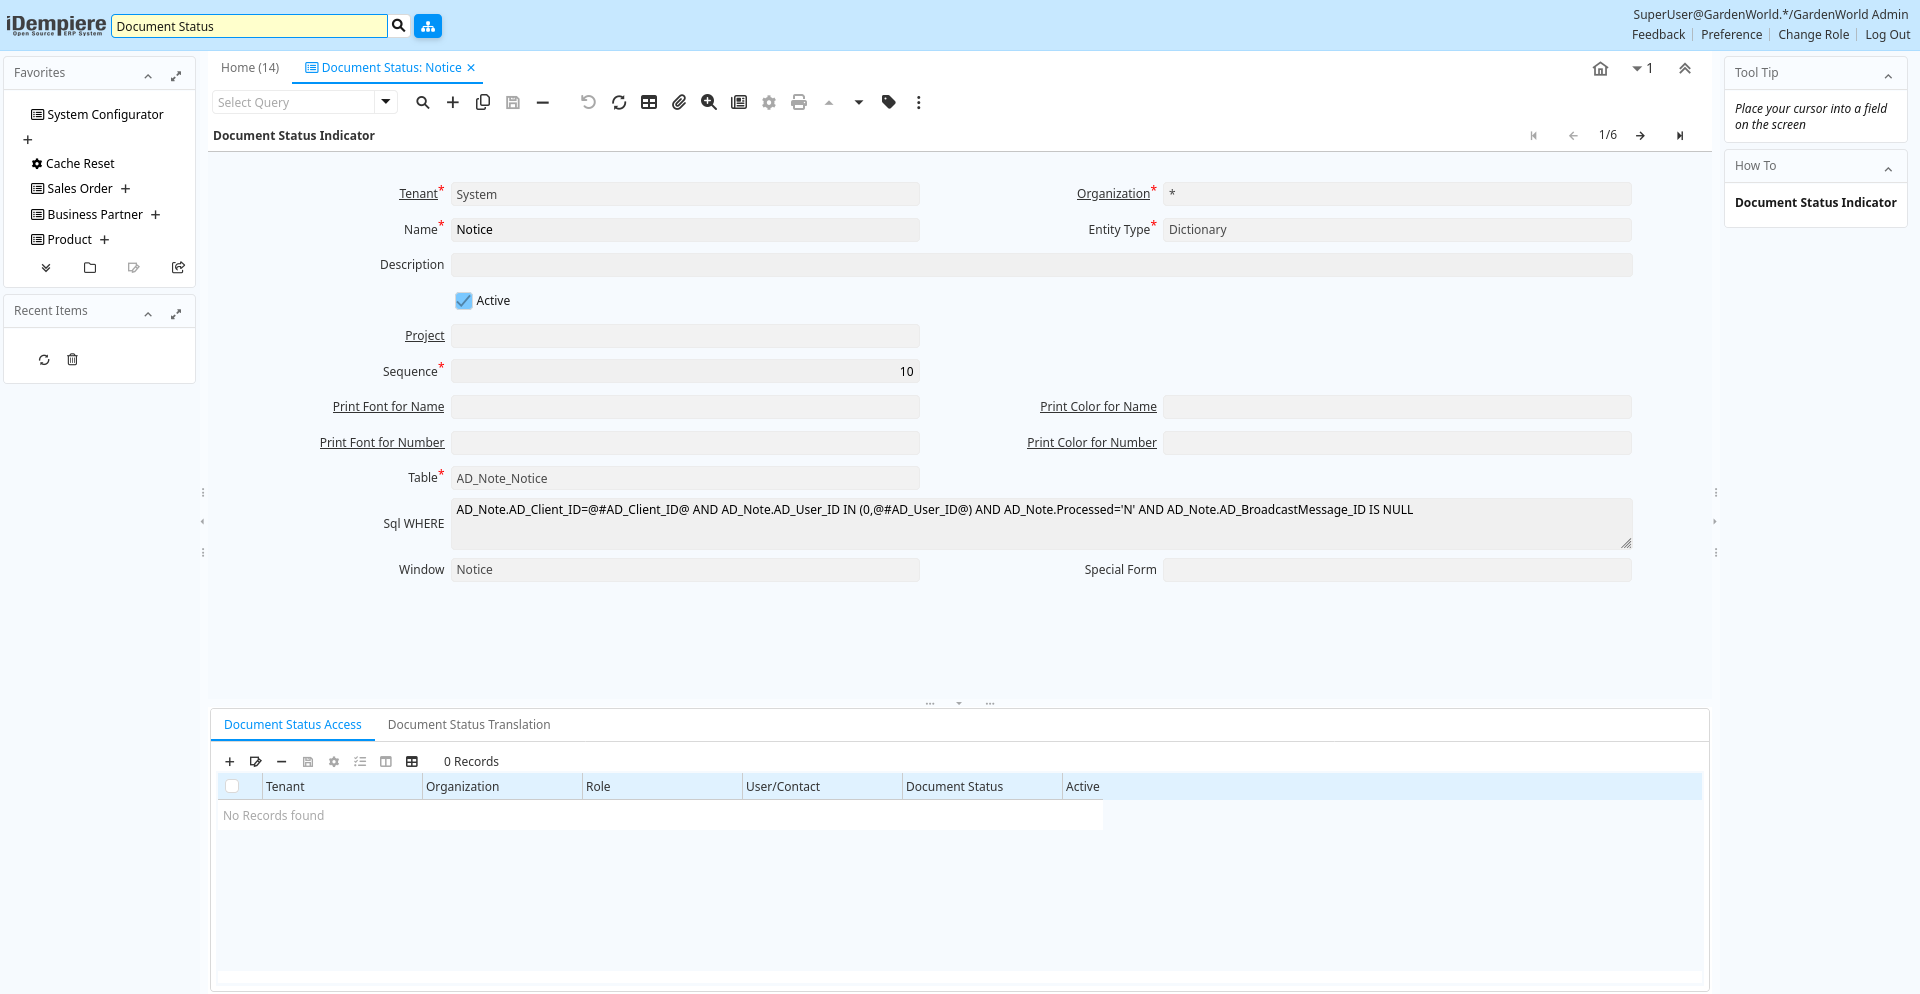 iDempiere
Open Source ERP System
Document Status
SuperUser@GardenWorld.*/GardenWorld Admin
Feedback
Preference
Change Role
Log Out
Favorites
System Configurator
Cache Reset
Sales Order
Business Partner
Product
Recent Items
Home (14)
Document Status: Notice
1
Select Query
Document Status Indicator
1/6
Tenant* System
Organization* *
Name* Notice
Entity Type* Dictionary
Description
Active
Project
Sequence* 10
Print Font for Name
Print Color for Name
Print Font for Number
Print Color for Number
Table* AD_Note_Notice
Sql WHERE AD_Note.AD_Client_ID=@#AD_Client_ID@ AND AD_Note.AD_User_ID IN (0,@#AD_User_ID@) AND AD_Note.Processed='N' AND AD_Note.AD_BroadcastMessage_ID IS NULL
Window Notice
Special Form
Document Status Access
Document Status Translation
0 Records
Tenant Organization Role User/Contact Document Status Active
No Records found
Tool Tip
Place your cursor into a field
on the screen
How To
Document Status Indicator